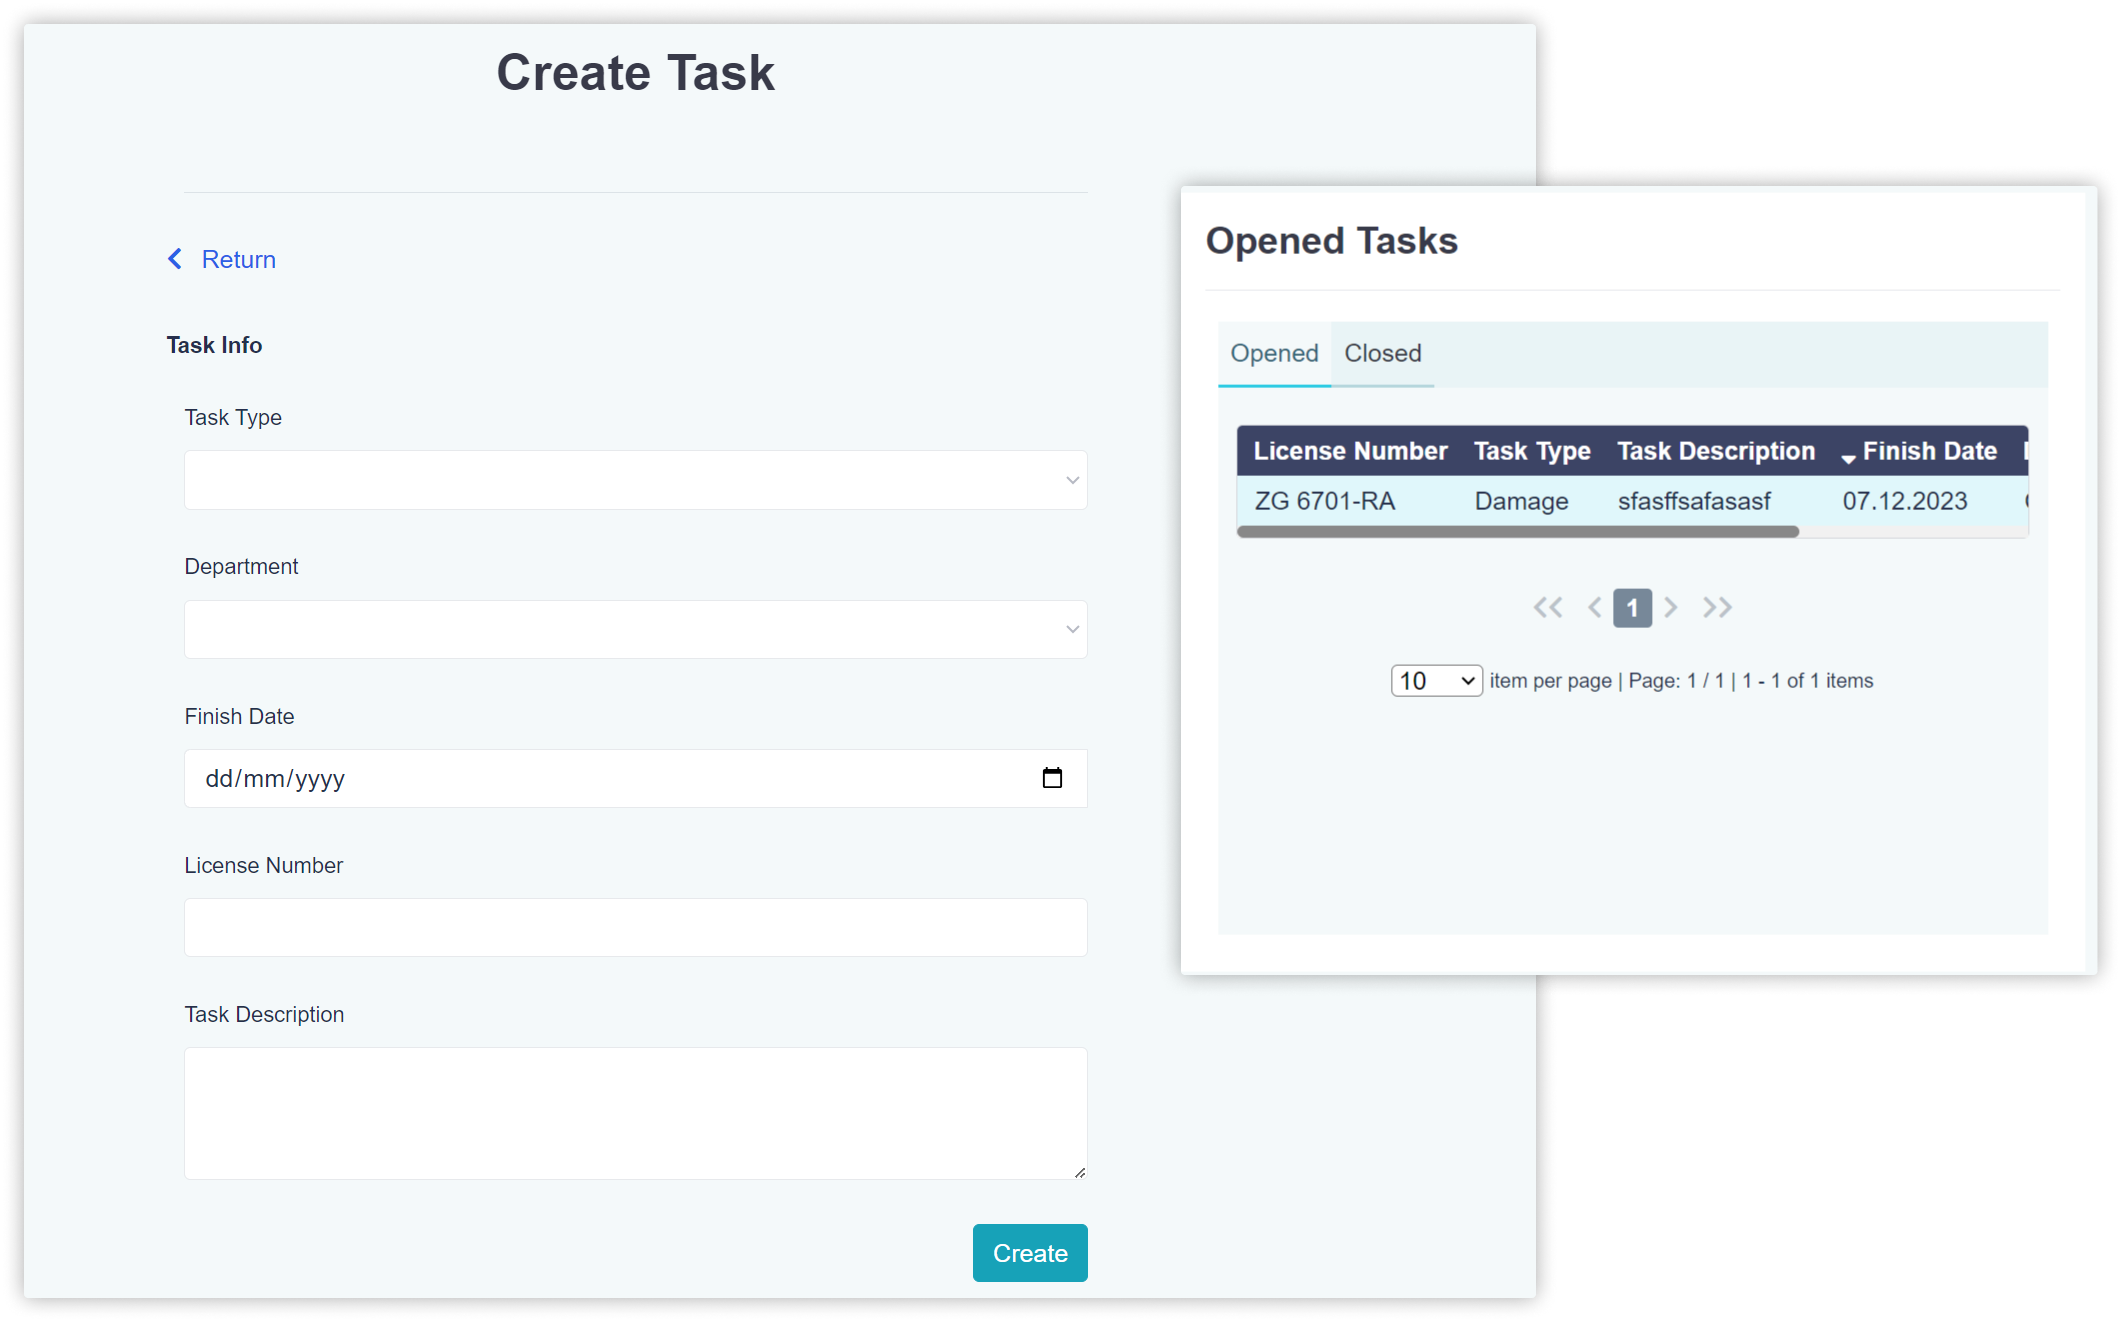 Create Task
Return
Task Info
Task Type
Department
Finish Date
dd/mm/yyyy
License Number
Task Description
Create
Opened Tasks
Opened Closed
License Number Task Type Task Description Finish Date
ZG 6701-RA Damage sfasffsafasasf 07.12.2023
1
10 item per page | Page: 1 / 1 | 1 - 1 of 1 items